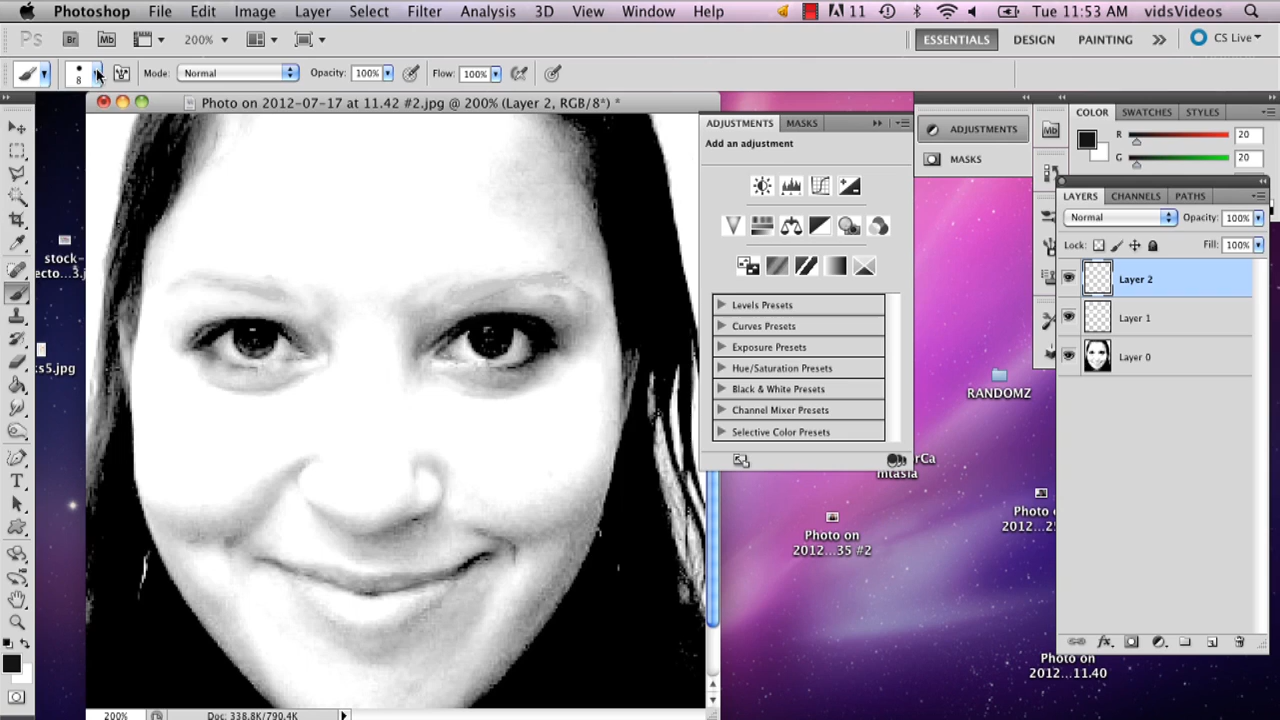 Photoshop File Edit Image Layer Select Filter Analysis 3D View Window Help 11 Tue 11:53 AM vidsVideos
Ps Br Mb 200% ESSENTIALS DESIGN PAINTING CS Live
8 Mode: Normal Opacity: 100% Flow: 100%
Photo on 2012-07-17 at 11.42 #2.jpg @ 200% (Layer 2, RGB/8*) *
ADJUSTMENTS MASKS
Add an adjustment
Levels Presets
Curves Presets
Exposure Presets
Hue/Saturation Presets
Black & White Presets
Channel Mixer Presets
Selective Color Presets
ADJUSTMENTS
MASKS
Mb
COLOR SWATCHES STYLES
R 20
G 20
LAYERS CHANNELS PATHS
Normal Opacity: 100%
Lock: Fill: 100%
Layer 2
Layer 1
Layer 0
stock-
ecto...3.j
ks5.jpg
RANDOMZ
ntasia
Photo on
2012...35 #2
Photo
2012...2
Photo on
2012...11.40
200% Doc: 338.8K/790.4K